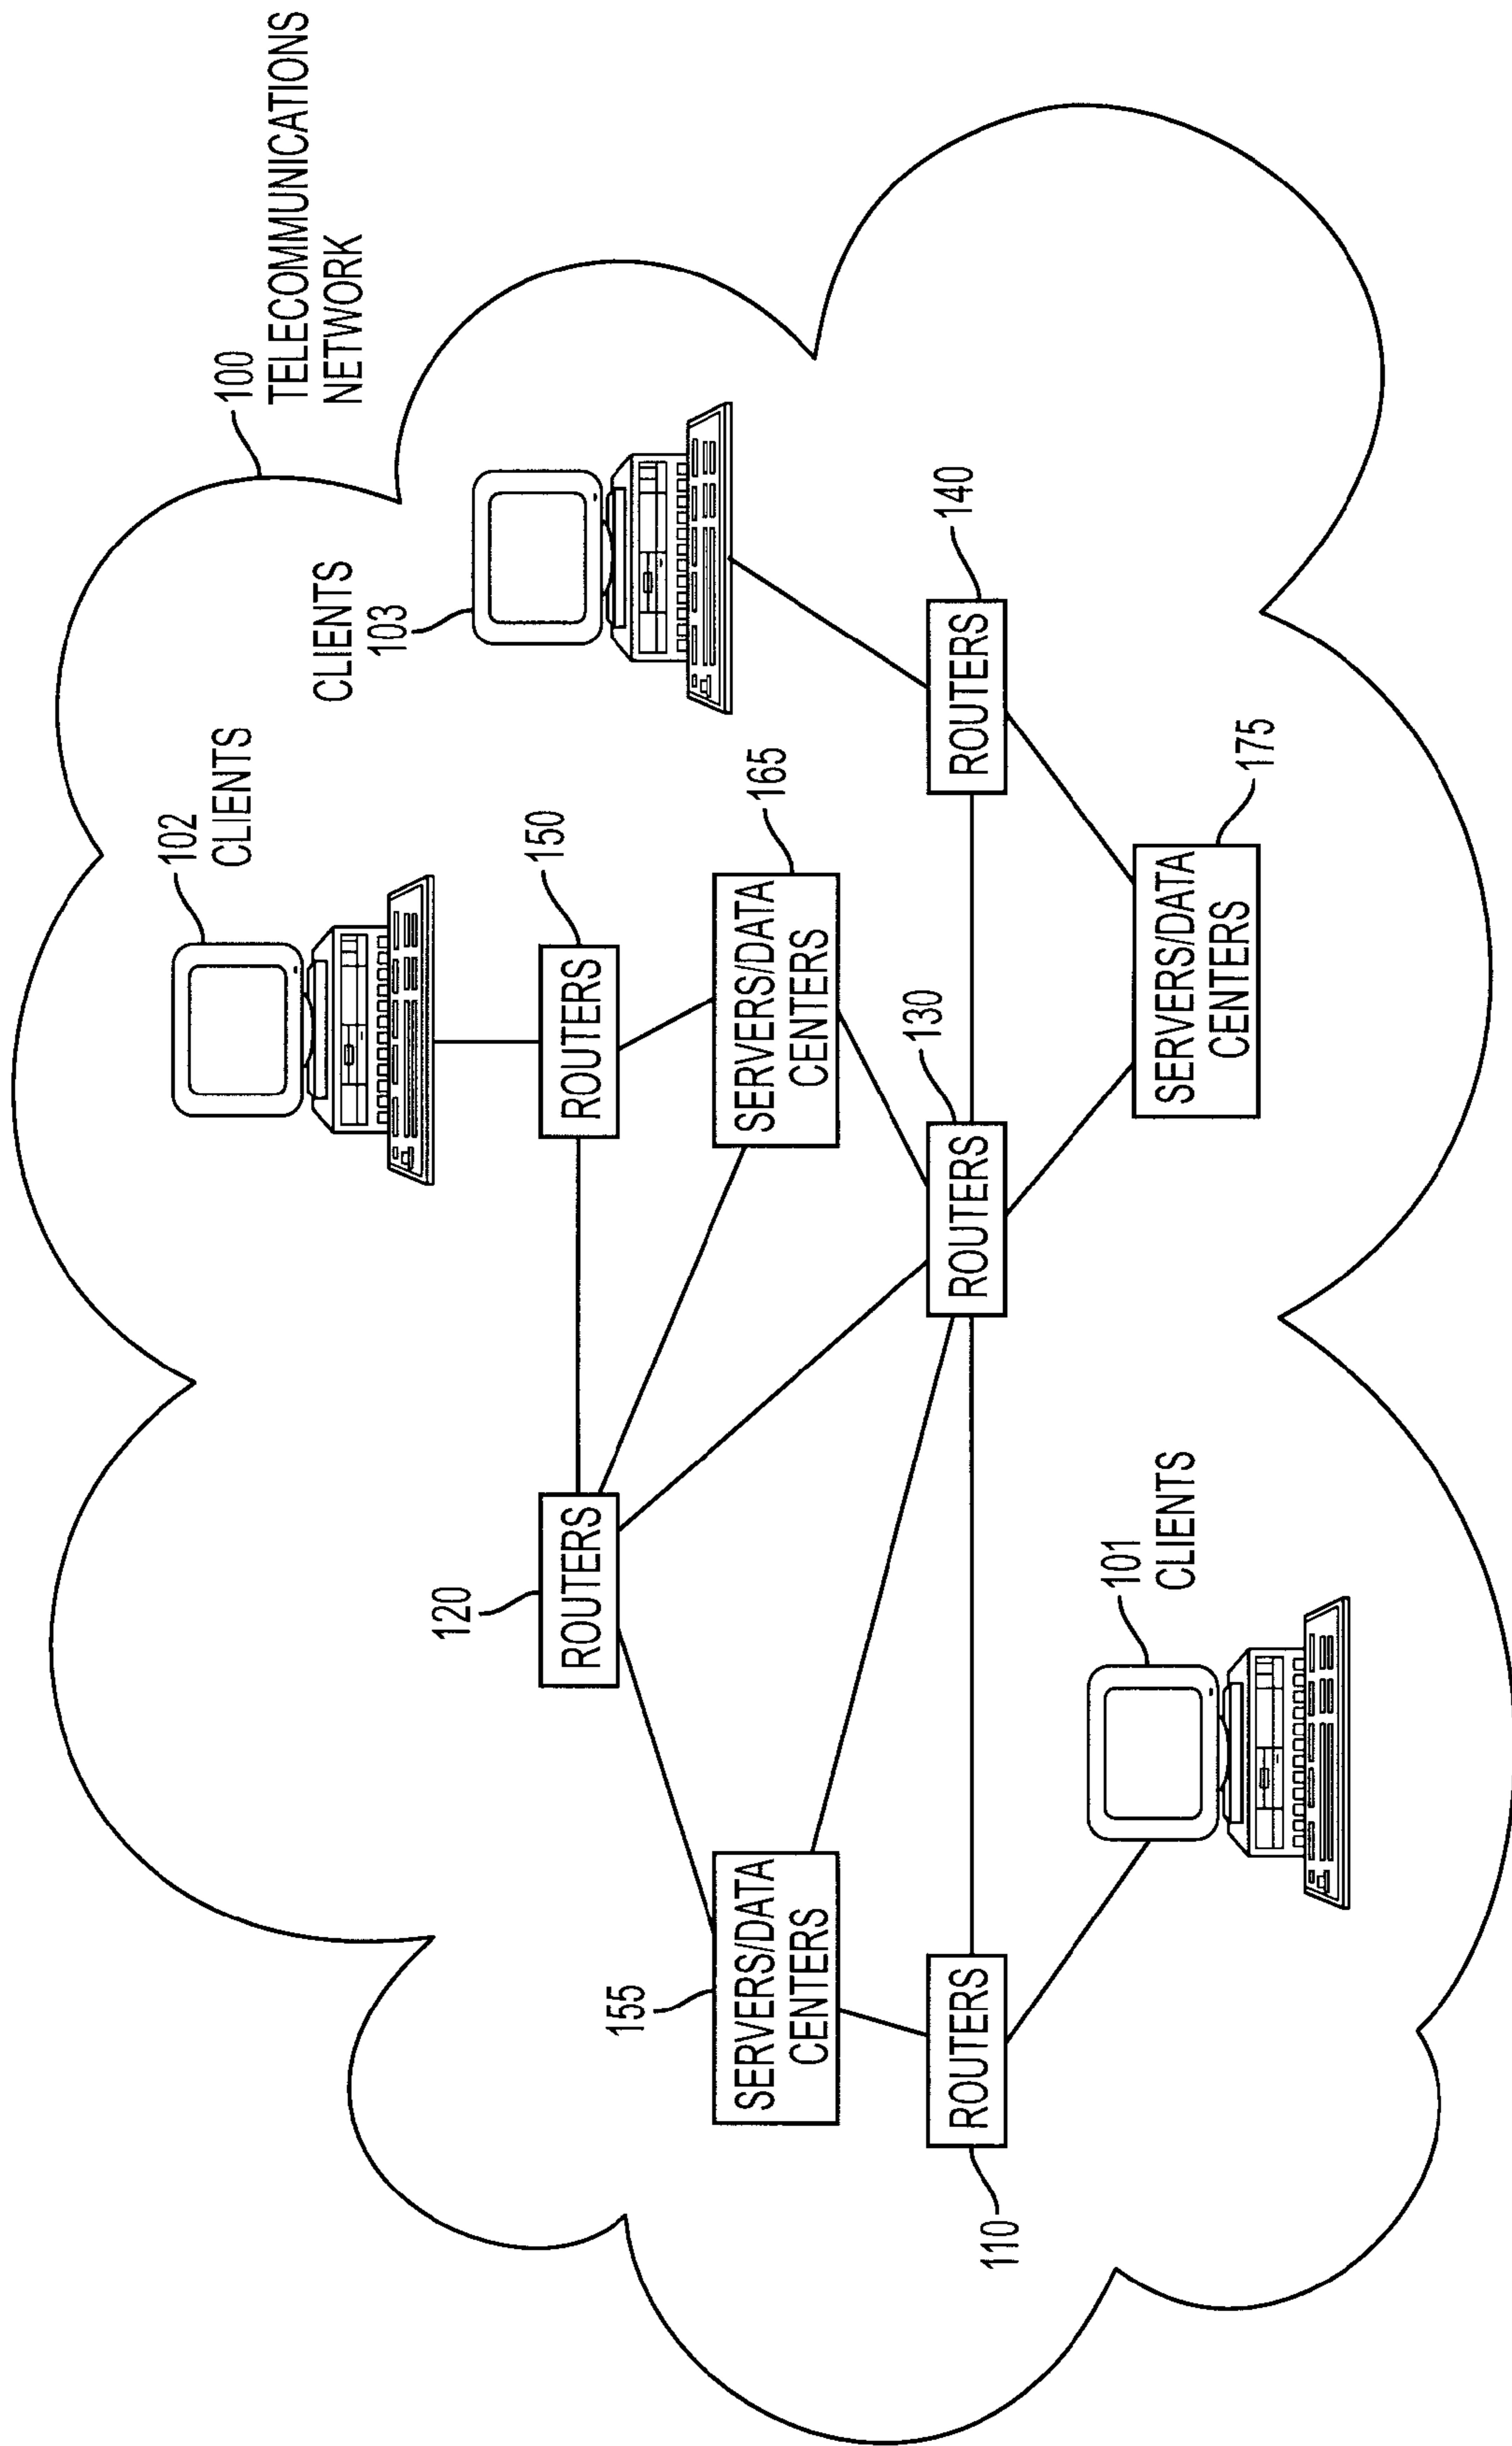 100
TELECOMMUNICATIONS
NETWORK
102
CLIENTS
CLIENTS
103
120
ROUTERS
ROUTERS
150
155
SERVERS/DATA
CENTERS
SERVERS/DATA
CENTERS
165
110
ROUTERS
ROUTERS
130
ROUTERS
140
101
CLIENTS
SERVERS/DATA
CENTERS
175